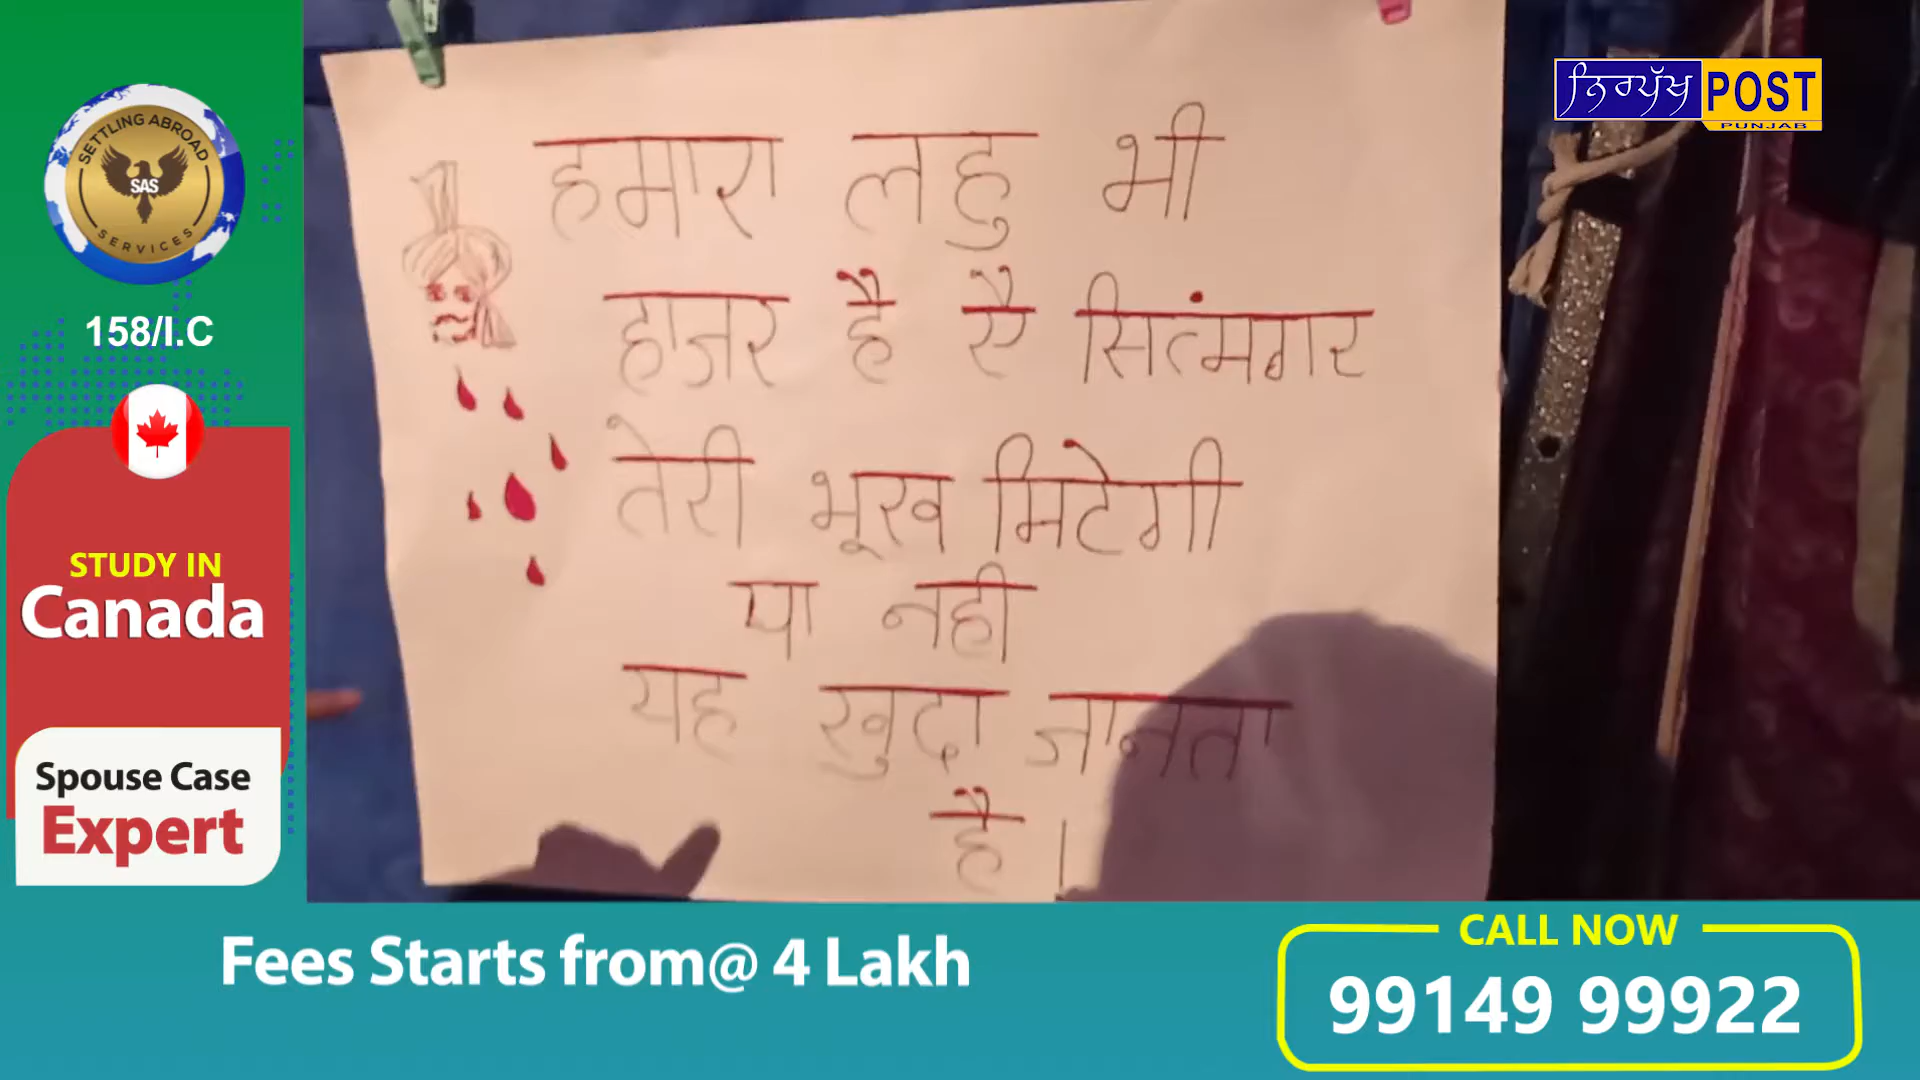 SETTLING ABROAD
SAS
SERVICES
158/I.C
STUDY IN
Canada
Spouse Case
Expert
ਨਿਰਪੱਖ POST
PUNJAB
हमारा लहु भी
हाजर है ऐ सितंमगर
तेरी भूख मिटेगी
या नही
यह खुदा जानता
है।
Fees Starts from@ 4 Lakh
CALL NOW
99149 99922